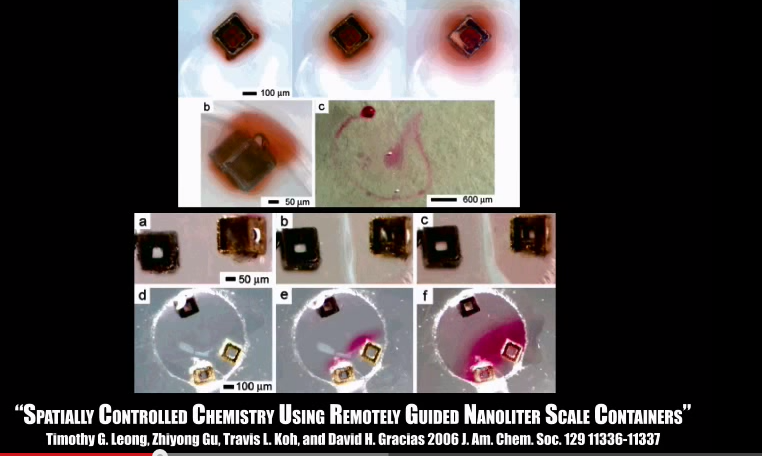 100 μm
b
c
50 μm
600 μm
a
b
c
50 μm
d
e
f
100 μm
“Spatially Controlled Chemistry Using Remotely Guided Nanoliter Scale Containers”
Timothy G. Leong, Zhiyong Gu, Travis L. Koh, and David H. Gracias 2006 J. Am. Chem. Soc. 129 11336-11337